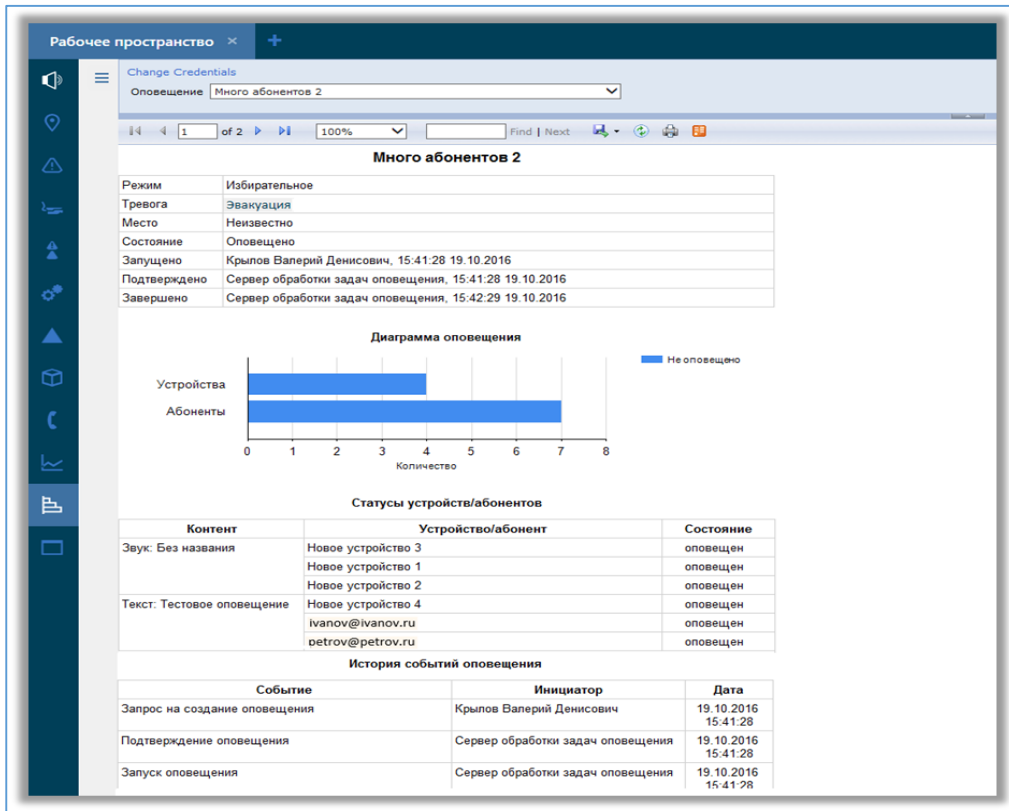 Рабочее пространство × +
Change Credentials
Оповещение Много абонентов 2
1 of 2 100% Find | Next
Много абонентов 2
Режим Избирательное
Тревога Эвакуация
Место Неизвестно
Состояние Оповещено
Запущено Крылов Валерий Денисович, 15:41:28 19.10.2016
Подтверждено Сервер обработки задач оповещения, 15:41:28 19.10.2016
Завершено Сервер обработки задач оповещения, 15:42:29 19.10.2016
Диаграмма оповещения
Не оповещено
Устройства
Абоненты
0 1 2 3 4 5 6 7 8
Количество
Статусы устройств/абонентов
Контент Устройство/абонент Состояние
Звук: Без названия Новое устройство 3 оповещен
Новое устройство 1 оповещен
Новое устройство 2 оповещен
Текст: Тестовое оповещение Новое устройство 4 оповещен
ivanov@ivanov.ru оповещен
petrov@petrov.ru оповещен
История событий оповещения
Событие Инициатор Дата
Запрос на создание оповещения Крылов Валерий Денисович 19.10.2016
15:41:28
Подтверждение оповещения Сервер обработки задач оповещения 19.10.2016
15:41:28
Запуск оповещения Сервер обработки задач оповещения 19.10.2016
15:41:28